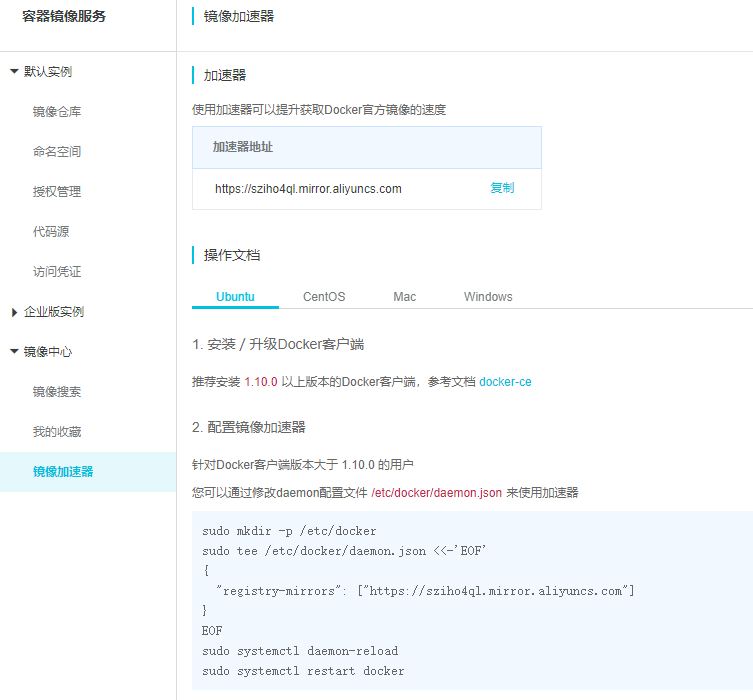 容器镜像服务
默认实例
镜像仓库
命名空间
授权管理
代码源
访问凭证
企业版实例
镜像中心
镜像搜索
我的收藏
镜像加速器
镜像加速器
加速器
使用加速器可以提升获取Docker官方镜像的速度
加速器地址
https://sziho4ql.mirror.aliyuncs.com 复制
操作文档
Ubuntu CentOS Mac Windows
1. 安装 / 升级Docker客户端
推荐安装 1.10.0 以上版本的Docker客户端，参考文档 docker-ce
2. 配置镜像加速器
针对Docker客户端版本大于 1.10.0 的用户
您可以通过修改daemon配置文件 /etc/docker/daemon.json 来使用加速器
sudo mkdir -p /etc/docker
sudo tee /etc/docker/daemon.json <<-'EOF'
{
  "registry-mirrors": ["https://sziho4ql.mirror.aliyuncs.com"]
}
EOF
sudo systemctl daemon-reload
sudo systemctl restart docker